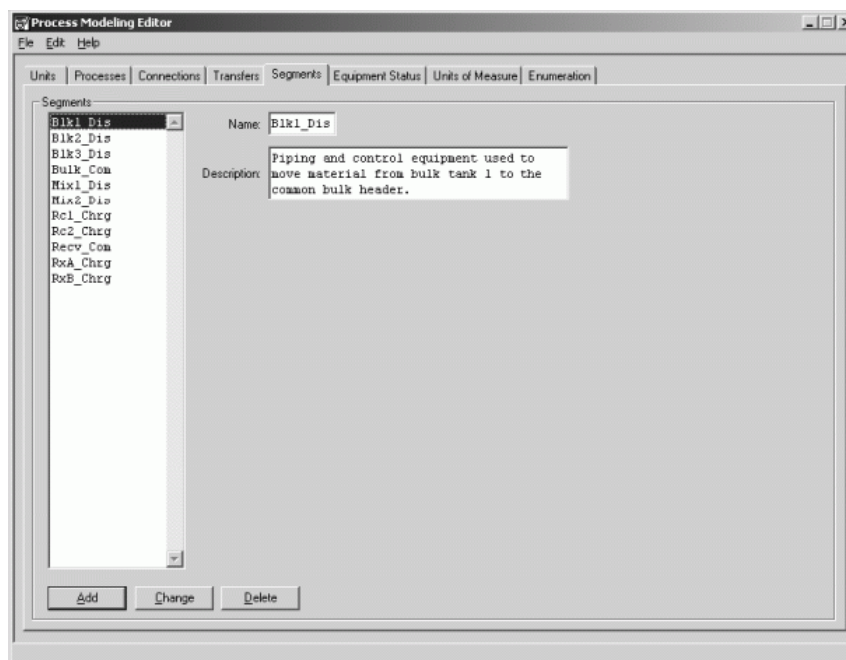 Process Modeling Editor
File Edit Help
Units Processes Connections Transfers Segments Equipment Status Units of Measure Enumeration
Segments
Blk1_Dis
Blk2_Dis
Blk3_Dis
Bulk_Com
Mix1_Dis
Mix2_Dis
Rc1_Chrg
Rc2_Chrg
Recv_Com
RxA_Chrg
RxB_Chrg
Name: Blk1_Dis
Description: Piping and control equipment used to
move material from bulk tank 1 to the
common bulk header.
Add Change Delete